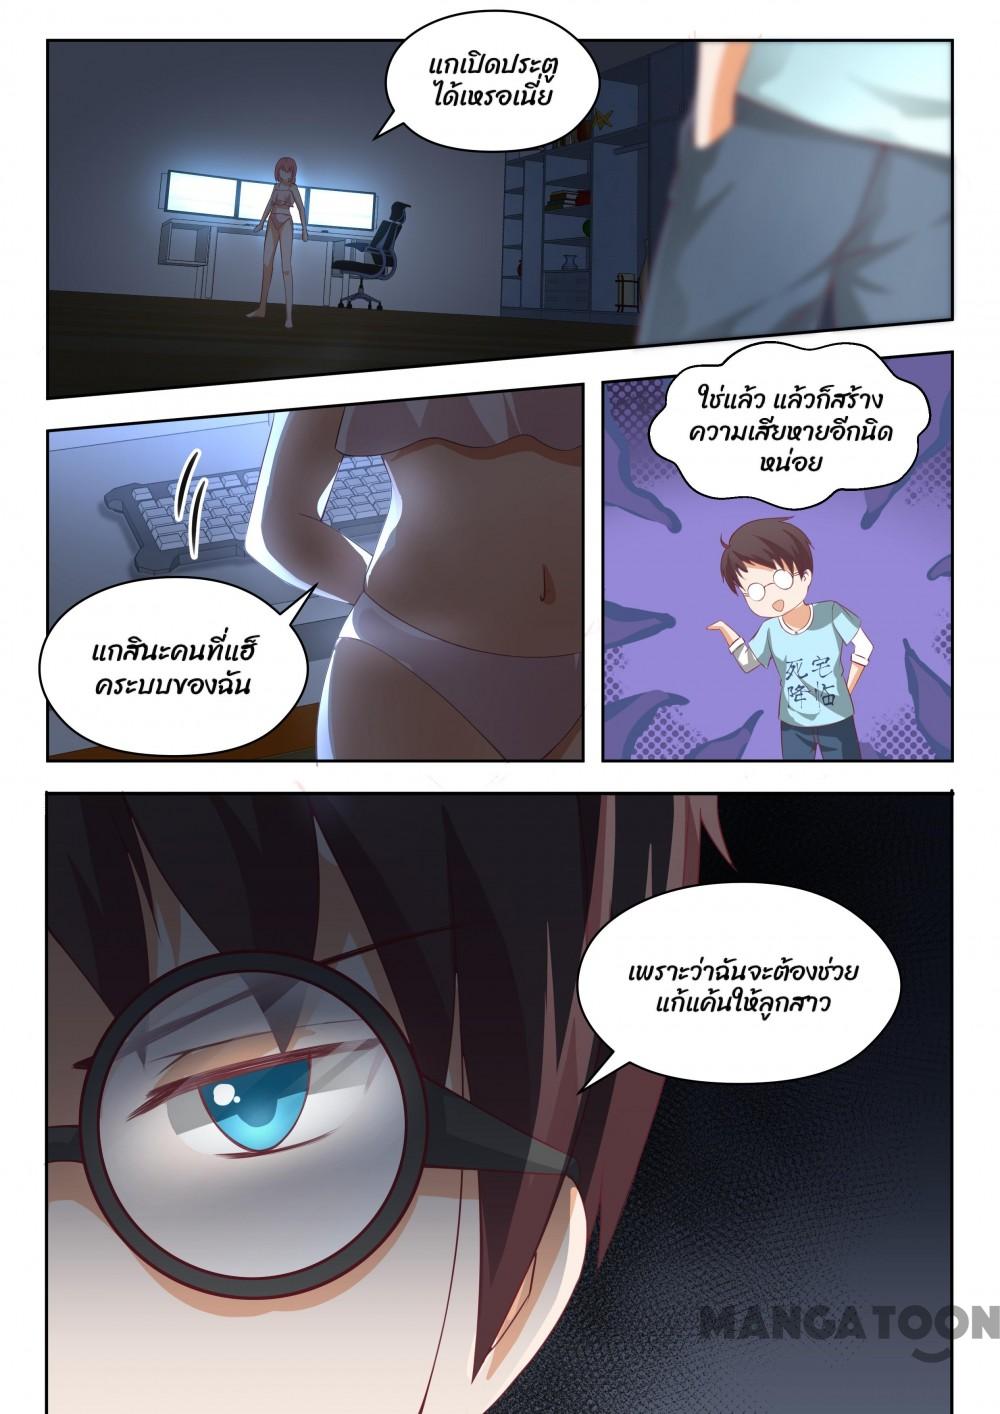 แกเปิดประตู
ได้เหรอเนี่ย
ใช่แล้ว แล้วก็สร้าง
ความเสียหายอีกนิด
หน่อย
แกสินะคนที่แฮ็
คระบบของฉัน
死宅
降临
เพราะว่าฉันจะต้องช่วย
แก้แค้นให้ลูกสาว
MANGATOON